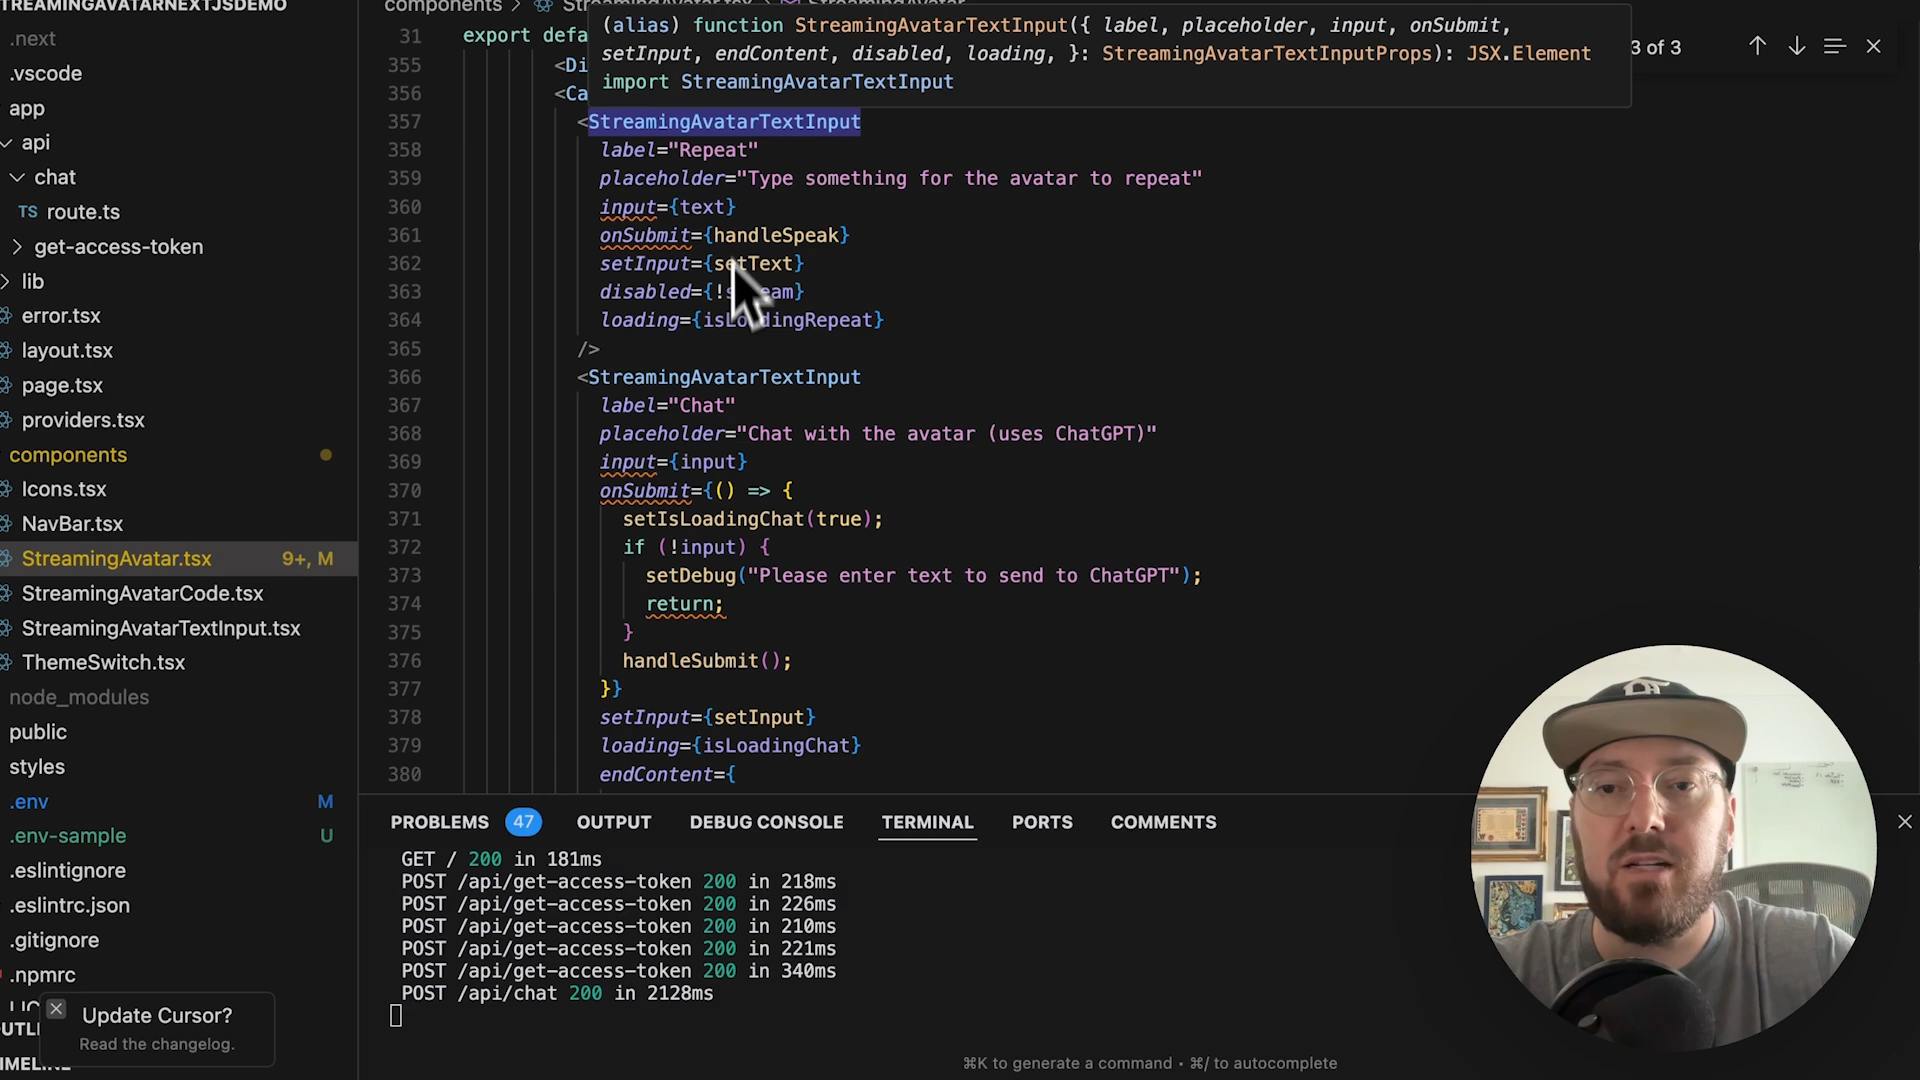 TREAMINGAVATARNEXTJSDEMO
.next
.vscode
app
api
chat
TS route.ts
get-access-token
lib
error.tsx
layout.tsx
page.tsx
providers.tsx
components
Icons.tsx
NavBar.tsx
StreamingAvatar.tsx 9+, M
StreamingAvatarCode.tsx
StreamingAvatarTextInput.tsx
ThemeSwitch.tsx
node_modules
public
styles
.env M
.env-sample U
.eslintignore
.eslintrc.json
.gitignore
.npmrc
Update Cursor?
Read the changelog.
components
(alias) function StreamingAvatarTextInput({ label, placeholder, input, onSubmit,
setInput, endContent, disabled, loading, }: StreamingAvatarTextInputProps): JSX.Element
import StreamingAvatarTextInput
3 of 3
31 export defa
355 <Di
356 <Ca
357 <StreamingAvatarTextInput
358 label="Repeat"
359 placeholder="Type something for the avatar to repeat"
360 input={text}
361 onSubmit={handleSpeak}
362 setInput={setText}
363 disabled={!stream}
364 loading={isLoadingRepeat}
365 />
366 <StreamingAvatarTextInput
367 label="Chat"
368 placeholder="Chat with the avatar (uses ChatGPT)"
369 input={input}
370 onSubmit={() => {
371 setIsLoadingChat(true);
372 if (!input) {
373 setDebug("Please enter text to send to ChatGPT");
374 return;
375 }
376 handleSubmit();
377 }}
378 setInput={setInput}
379 loading={isLoadingChat}
380 endContent={
PROBLEMS 47 OUTPUT DEBUG CONSOLE TERMINAL PORTS COMMENTS
GET / 200 in 181ms
POST /api/get-access-token 200 in 218ms
POST /api/get-access-token 200 in 226ms
POST /api/get-access-token 200 in 210ms
POST /api/get-access-token 200 in 221ms
POST /api/get-access-token 200 in 340ms
POST /api/chat 200 in 2128ms
⌘K to generate a command • ⌘/ to autocomplete